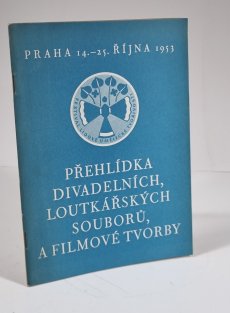 PRAHA 14.–25. ŘÍJNA 1953
PŘEHLÍDKA
DIVADELNÍCH,
LOUTKÁŘSKÝCH
SOUBORŮ,
A FILMOVÉ TVORBY